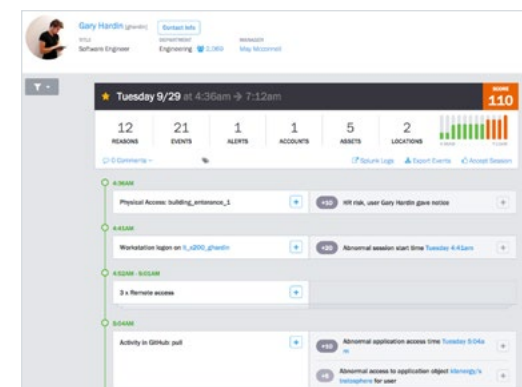 Gary Hardin (ghardin)
Contact Info
TITLE
Software Engineer
DEPARTMENT
Engineering 2,089
MANAGER
May Mcconnell
Tuesday 9/29 at 4:36am → 7:12am
SCORE
110
12
REASONS
21
EVENTS
1
ALERTS
1
ACCOUNTS
5
ASSETS
2
LOCATIONS
0 Comments
Splunk Logs
Export Events
Accept Session
4:36AM
Physical Access: building_enterance_1
+
+10
HR risk, user Gary Hardin gave notice
+
4:41AM
Workstation logon on
+
+20
Abnormal session start time Tuesday 4:41am
+
4:52AM - 5:01AM
3 x Remote access
+
5:04AM
Activity in GitHub: pull
+
+10
Abnormal application access time Tuesday 5:04a
m
+
Abnormal access to application object
for user
+